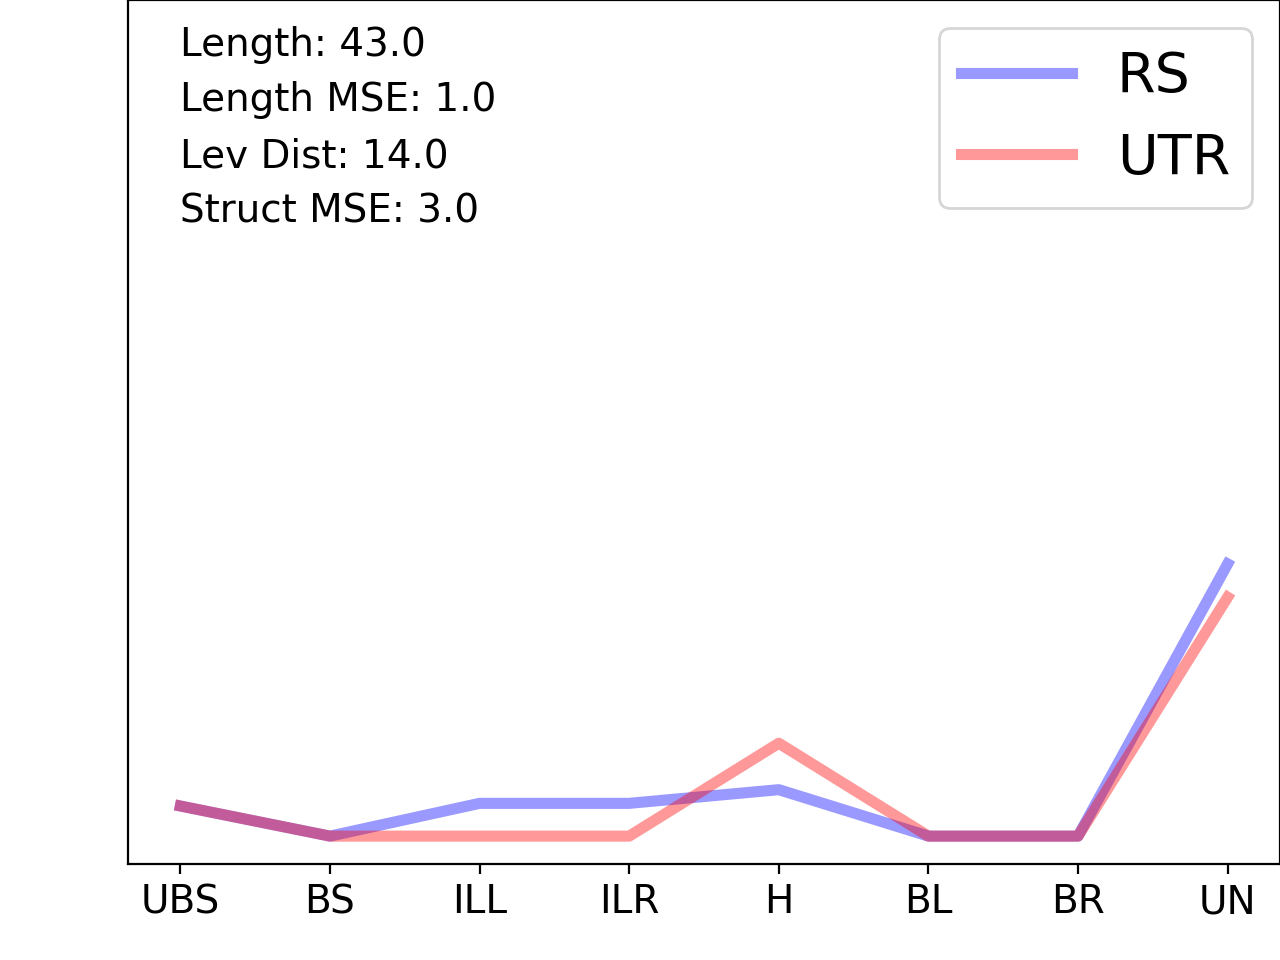 Length: 43.0
Length MSE: 1.0
Lev Dist: 14.0
Struct MSE: 3.0
RS
UTR
UBS BS ILL ILR H BL BR UN